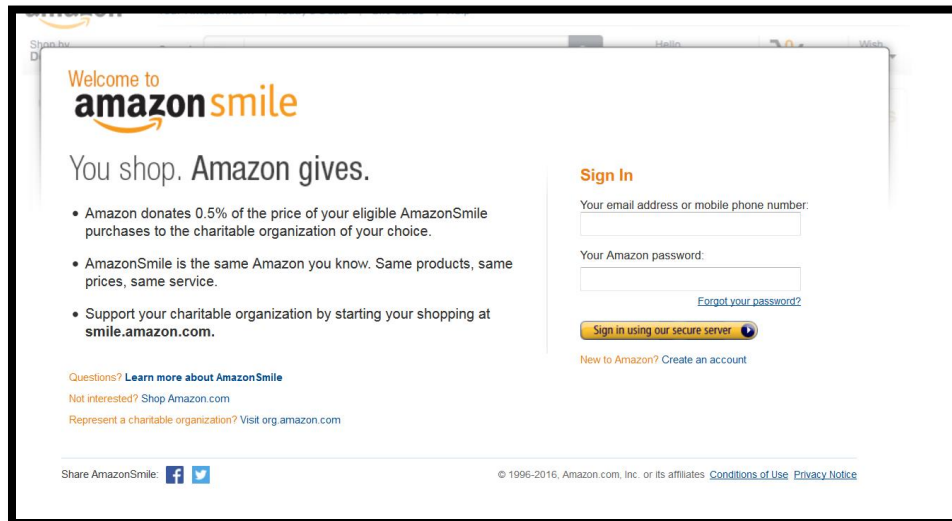 Shop by
Hello
Wish
Welcome to
amazonsmile
You shop. Amazon gives.
• Amazon donates 0.5% of the price of your eligible AmazonSmile
purchases to the charitable organization of your choice.
• AmazonSmile is the same Amazon you know. Same products, same
prices, same service.
• Support your charitable organization by starting your shopping at
smile.amazon.com.
Questions? Learn more about AmazonSmile
Not interested? Shop Amazon.com
Represent a charitable organization? Visit org.amazon.com
Sign In
Your email address or mobile phone number:
Your Amazon password:
Forgot your password?
Sign in using our secure server
New to Amazon? Create an account
Share AmazonSmile:
© 1996-2016, Amazon.com, Inc. or its affiliates Conditions of Use Privacy Notice